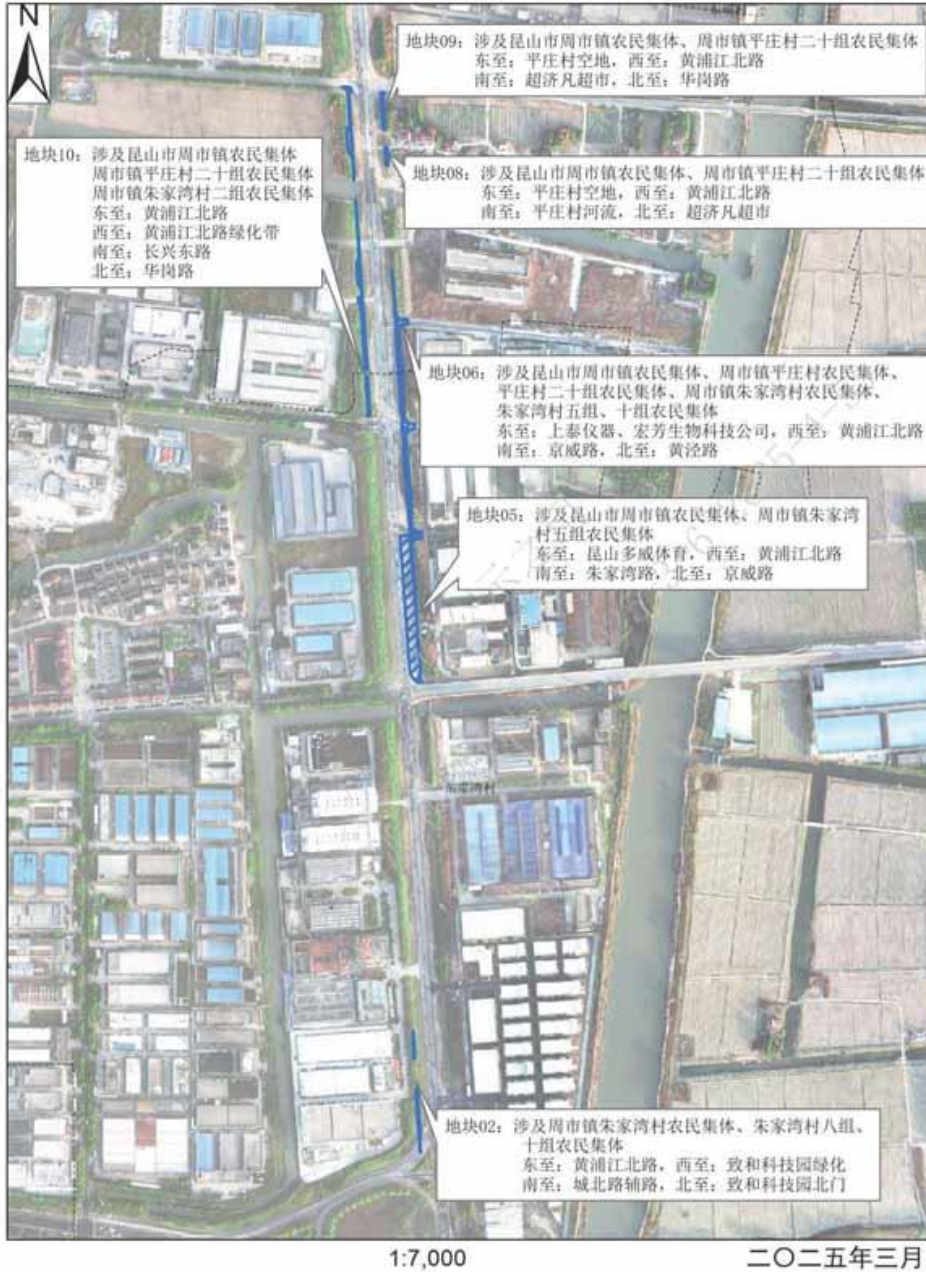 N
地块09：涉及昆山市周市镇农民集体、周市镇平庄村二十组农民集体
东至：平庄村空地，西至：黄浦江北路
南至：超济凡超市，北至：华岗路
地块10：涉及昆山市周市镇农民集体
周市镇平庄村二十组农民集体
周市镇朱家湾村二组农民集体
东至：黄浦江北路
西至：黄浦江北路绿化带
南至：长兴东路
北至：华岗路
地块08：涉及昆山市周市镇农民集体、周市镇平庄村二十组农民集体
东至：平庄村空地，西至：黄浦江北路
南至：平庄村河流，北至：超济凡超市
地块06：涉及昆山市周市镇农民集体、周市镇平庄村农民集体、
平庄村二十组农民集体、周市镇朱家湾村农民集体、
朱家湾村五组、十组农民集体
东至：上泰仪器、宏芳生物科技公司，西至：黄浦江北路
南至：京威路，北至：黄泾路
地块05：涉及昆山市周市镇农民集体、周市镇朱家湾
村五组农民集体
东至：昆山多威体育，西至：黄浦江北路
南至：朱家湾路，北至：京威路
朱家湾村
地块02：涉及周市镇朱家湾村农民集体、朱家湾村八组、
十组农民集体
东至：黄浦江北路，西至：致和科技园绿化
南至：城北路辅路，北至：致和科技园北门
1:7,000
二〇二五年三月